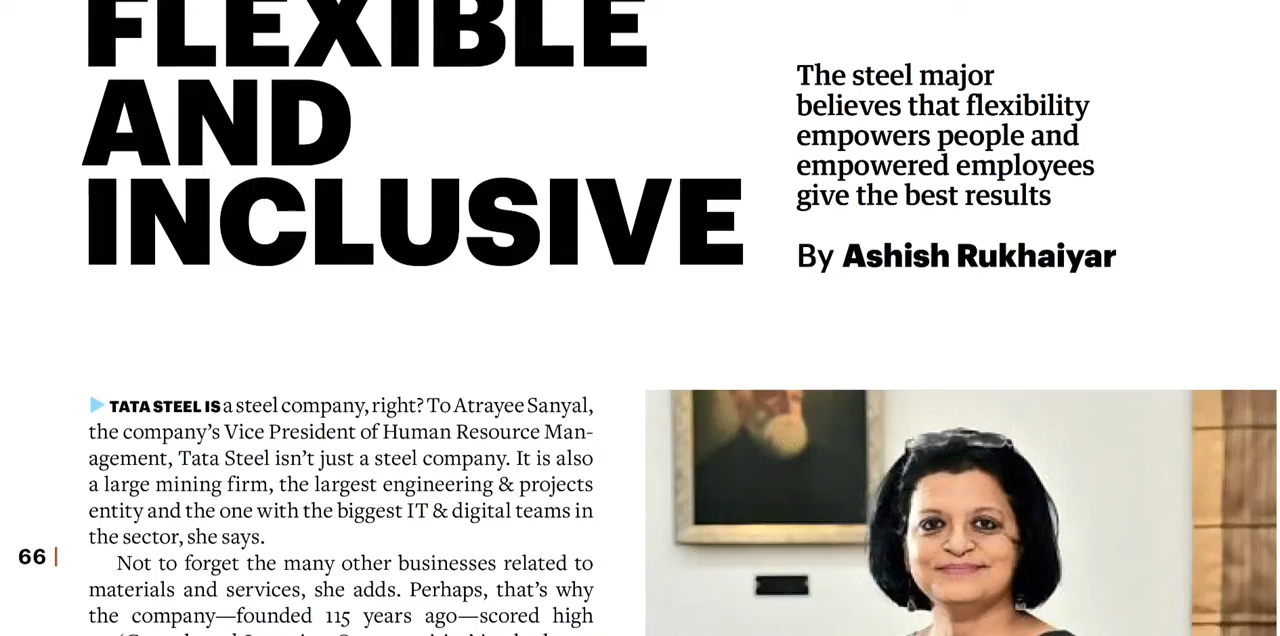 FLEXIBLE
AND
INCLUSIVE
The steel major
believes that flexibility
empowers people and
empowered employees
give the best results
By Ashish Rukhaiyar
TATA STEEL IS a steel company, right? To Atrayee Sanyal,
the company's Vice President of Human Resource Man-
agement, Tata Steel isn't just a steel company. It is also
a large mining firm, the largest engineering & projects
entity and the one with the biggest IT & digital teams in
the sector, she says.
Not to forget the many other businesses related to
materials and services, she adds. Perhaps, that's why
the company—founded 115 years ago—scored high
66